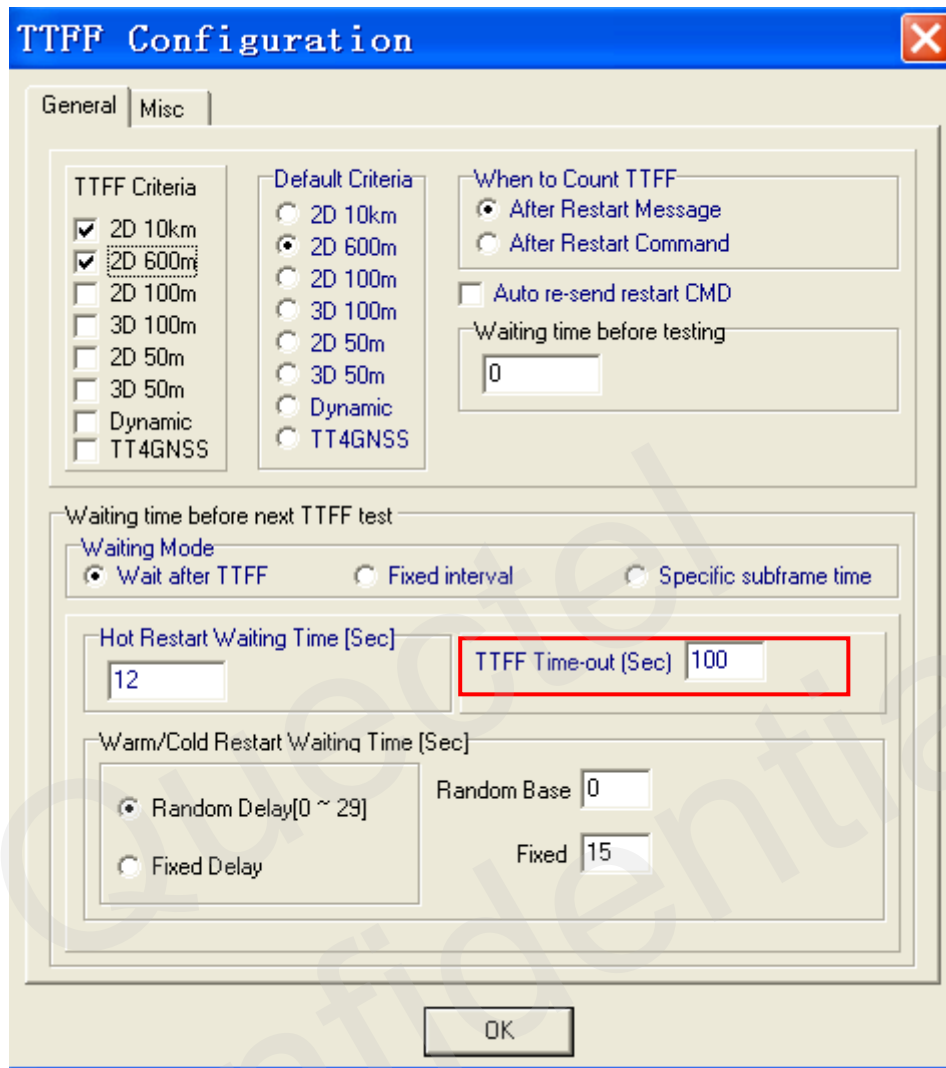 TTFF Configuration
General
Misc
TTFF Criteria
2D 10km
2D 600m
2D 100m
3D 100m
2D 50m
3D 50m
Dynamic
TT4GNSS
Default Criteria
2D 10km
2D 600m
2D 100m
3D 100m
2D 50m
3D 50m
Dynamic
TT4GNSS
When to Count TTFF
After Restart Message
After Restart Command
Auto re-send restart CMD
Waiting time before testing
0
Waiting time before next TTFF test
Waiting Mode
Wait after TTFF
Fixed interval
Specific subframe time
Hot Restart Waiting Time [Sec]
12
TTFF Time-out (Sec) 100
Warm/Cold Restart Waiting Time [Sec]
Random Delay[0 ~ 29]
Fixed Delay
Random Base 0
Fixed 15
OK
Quectel